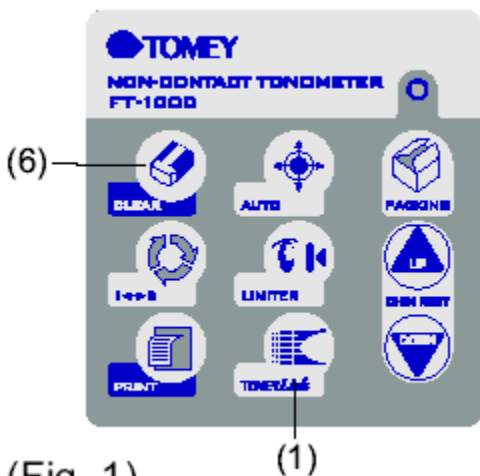 TOMEY
NON-CONTACT TONOMETER
FT-1000
(6)
CLEAR
AUTO
PACKING
LIMITER
UP
CHIN REST
DOWN
PRINT
(1)
(Fig. 1)